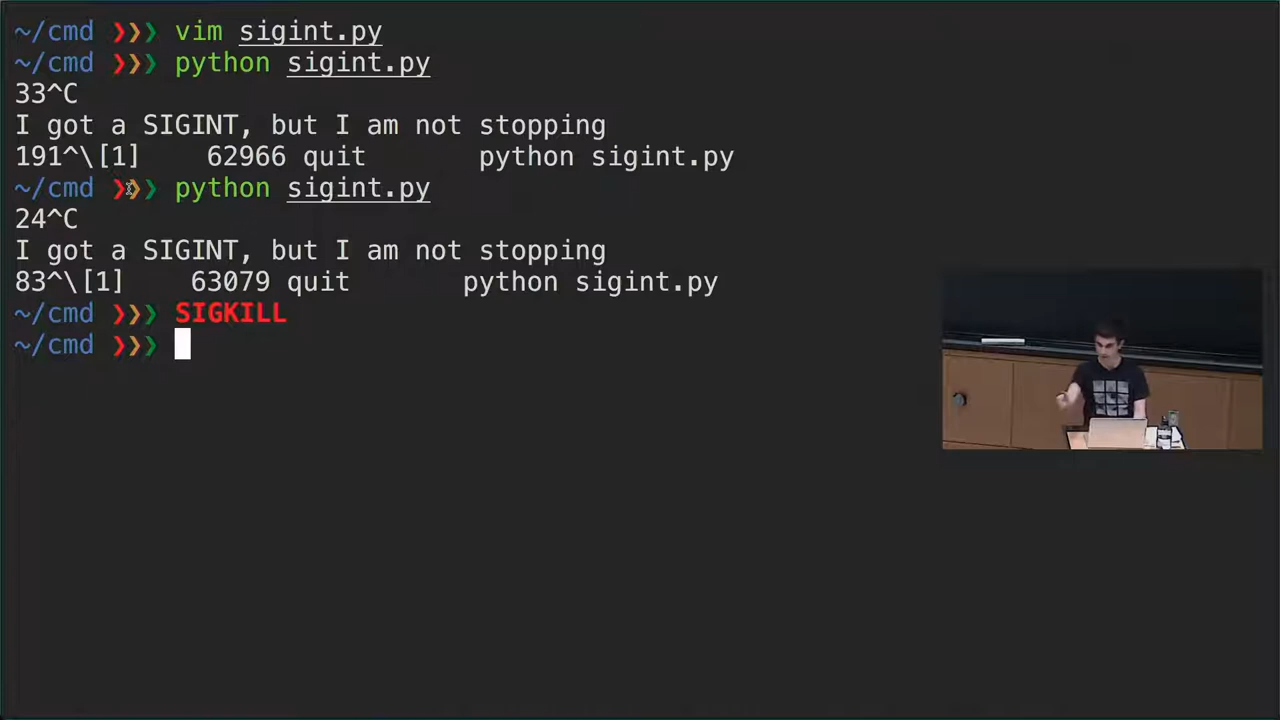 ~/cmd ❯❯❯ vim sigint.py
~/cmd ❯❯❯ python sigint.py
33^C
I got a SIGINT, but I am not stopping
191^\[1]    62966 quit       python sigint.py
~/cmd ❯❯❯ python sigint.py
24^C
I got a SIGINT, but I am not stopping
83^\[1]    63079 quit       python sigint.py
~/cmd ❯❯❯ SIGKILL
~/cmd ❯❯❯